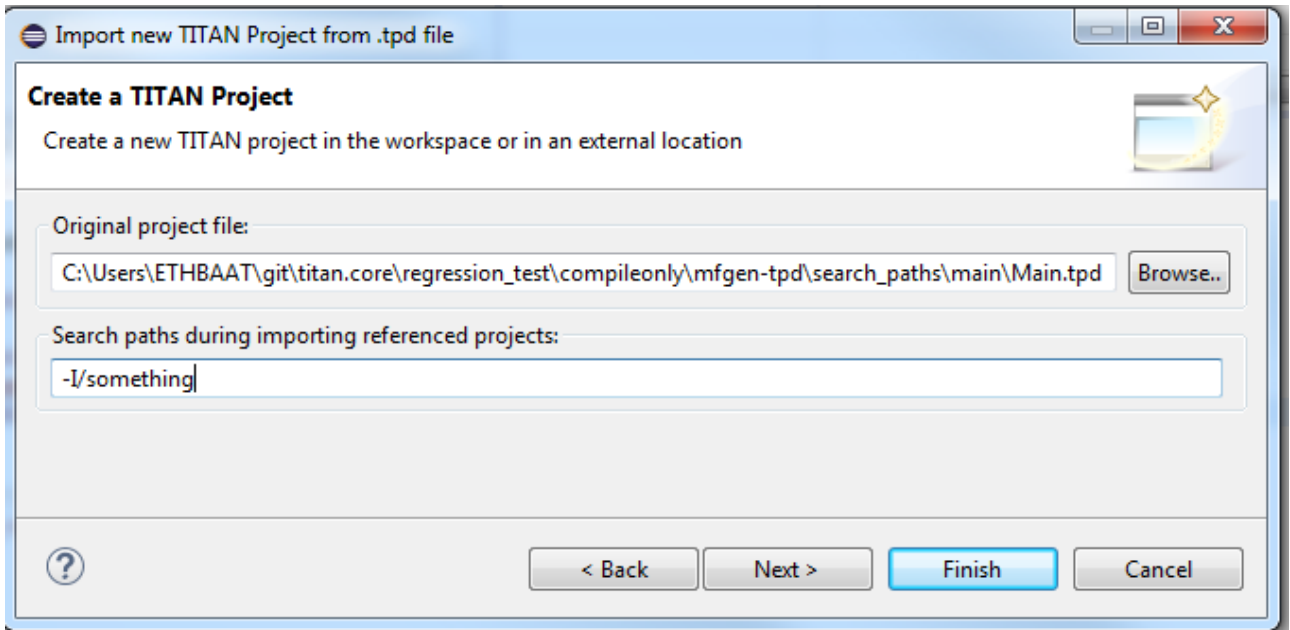 Import new TITAN Project from .tpd file
Create a TITAN Project
Create a new TITAN project in the workspace or in an external location
Original project file:
C:\Users\ETHBAAT\git\titan.core\regression_test\compileonly\mfgen-tpd\search_paths\main\Main.tpd Browse..
Search paths during importing referenced projects:
-I/something
? < Back Next > Finish Cancel